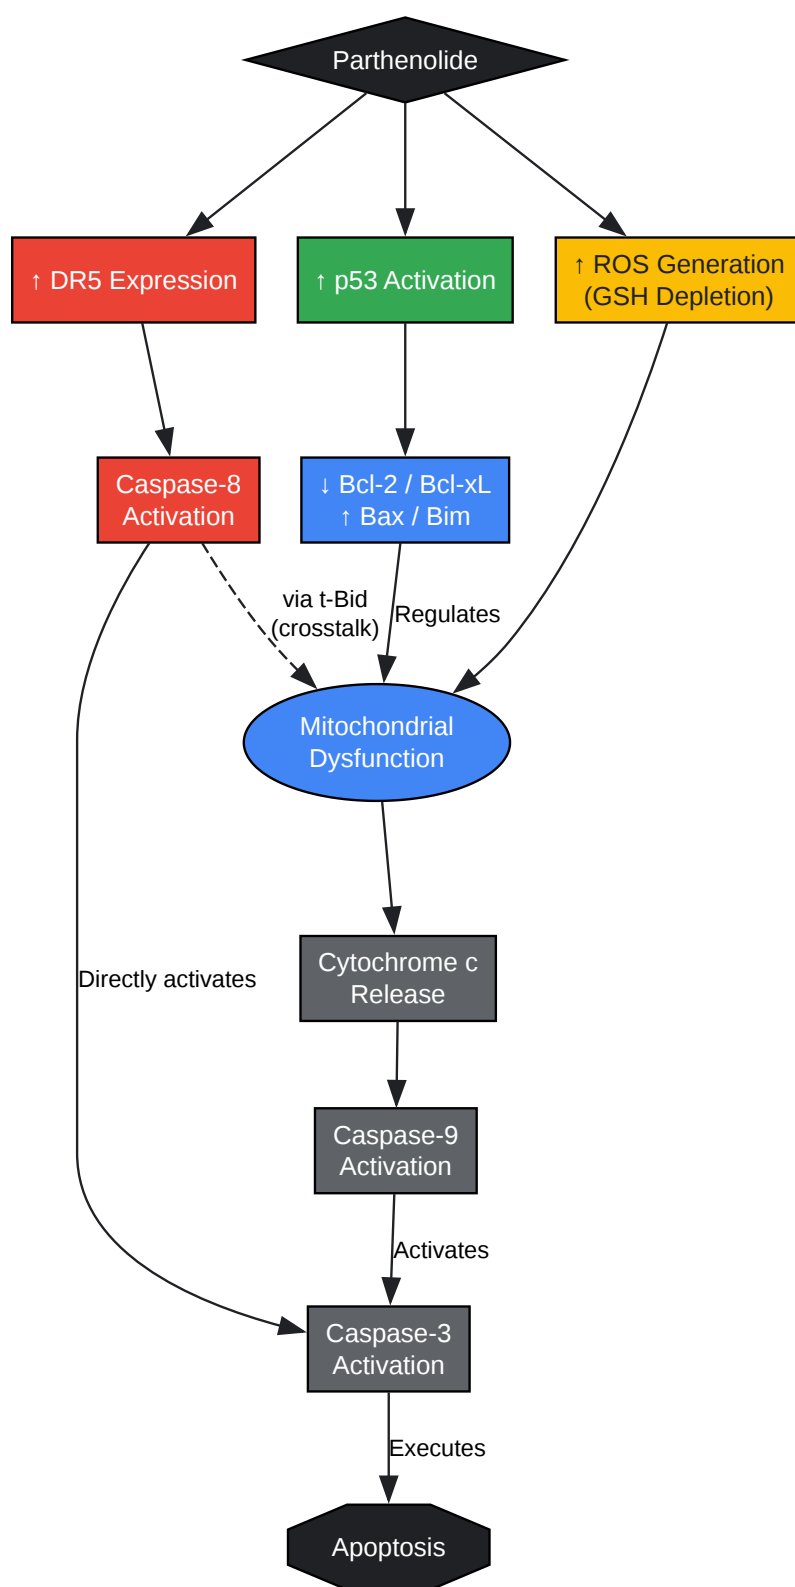 Parthenolide
↑ DR5 Expression
↑ p53 Activation
↑ ROS Generation
(GSH Depletion)
Caspase-8
Activation
↓ Bcl-2 / Bcl-xL
↑ Bax / Bim
via t-Bid
(crosstalk)
Regulates
Mitochondrial
Dysfunction
Cytochrome c
Release
Directly activates
Caspase-9
Activation
Activates
Caspase-3
Activation
Executes
Apoptosis